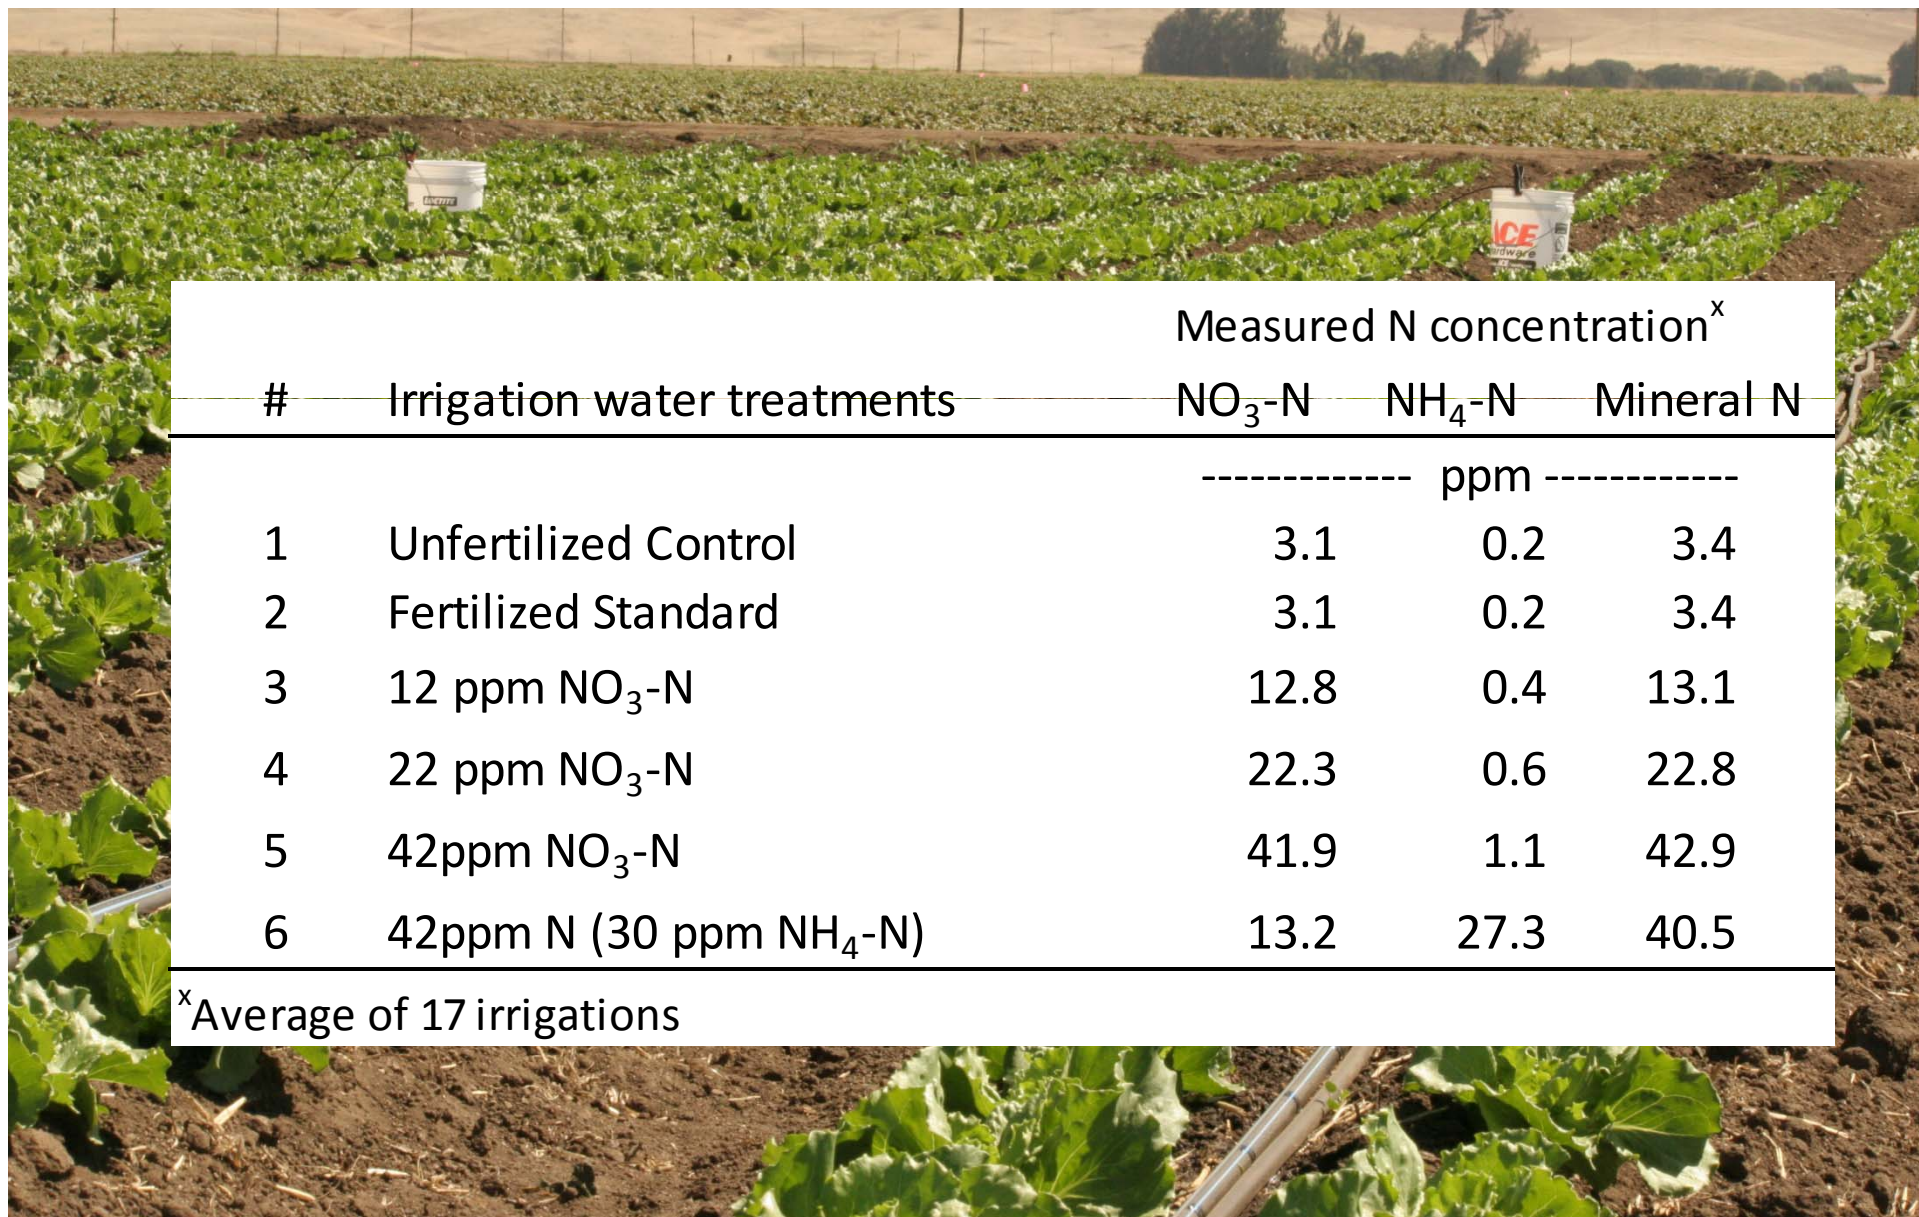 LOCTITE
ACE
Hardware
Measured N concentrationˣ
# Irrigation water treatments NO₃-N NH₄-N Mineral N
------------- ppm ------------
1 Unfertilized Control 3.1 0.2 3.4
2 Fertilized Standard 3.1 0.2 3.4
3 12 ppm NO₃-N 12.8 0.4 13.1
4 22 ppm NO₃-N 22.3 0.6 22.8
5 42ppm NO₃-N 41.9 1.1 42.9
6 42ppm N (30 ppm NH₄-N) 13.2 27.3 40.5
ˣAverage of 17 irrigations